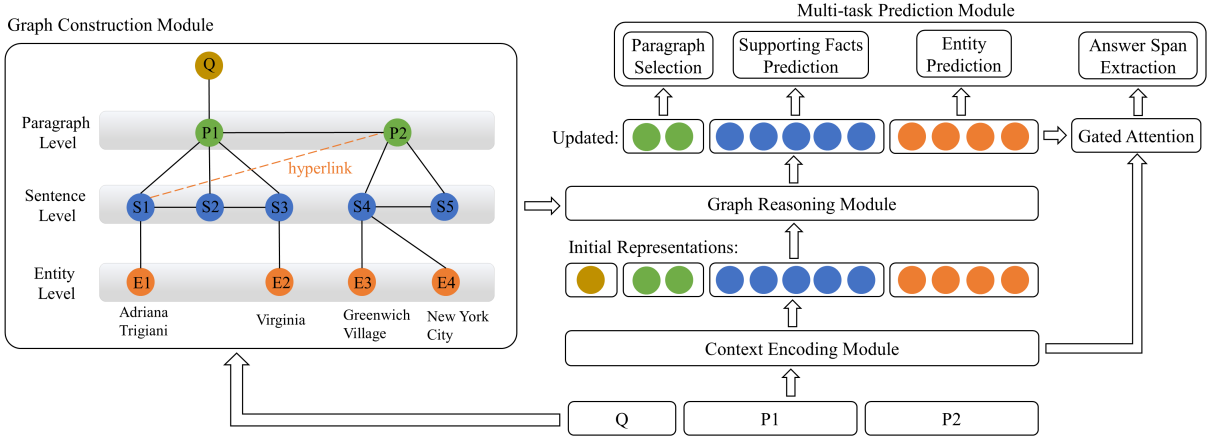 Graph Construction Module
Q
Paragraph
Level
P1
P2
hyperlink
Sentence
Level
S1
S2
S3
S4
S5
Entity
Level
E1
E2
E3
E4
Adriana
Trigiani
Virginia
Greenwich
Village
New York
City
Multi-task Prediction Module
Paragraph
Selection
Supporting Facts
Prediction
Entity
Prediction
Answer Span
Extraction
Updated:
Gated Attention
Graph Reasoning Module
Initial Representations:
Context Encoding Module
Q
P1
P2